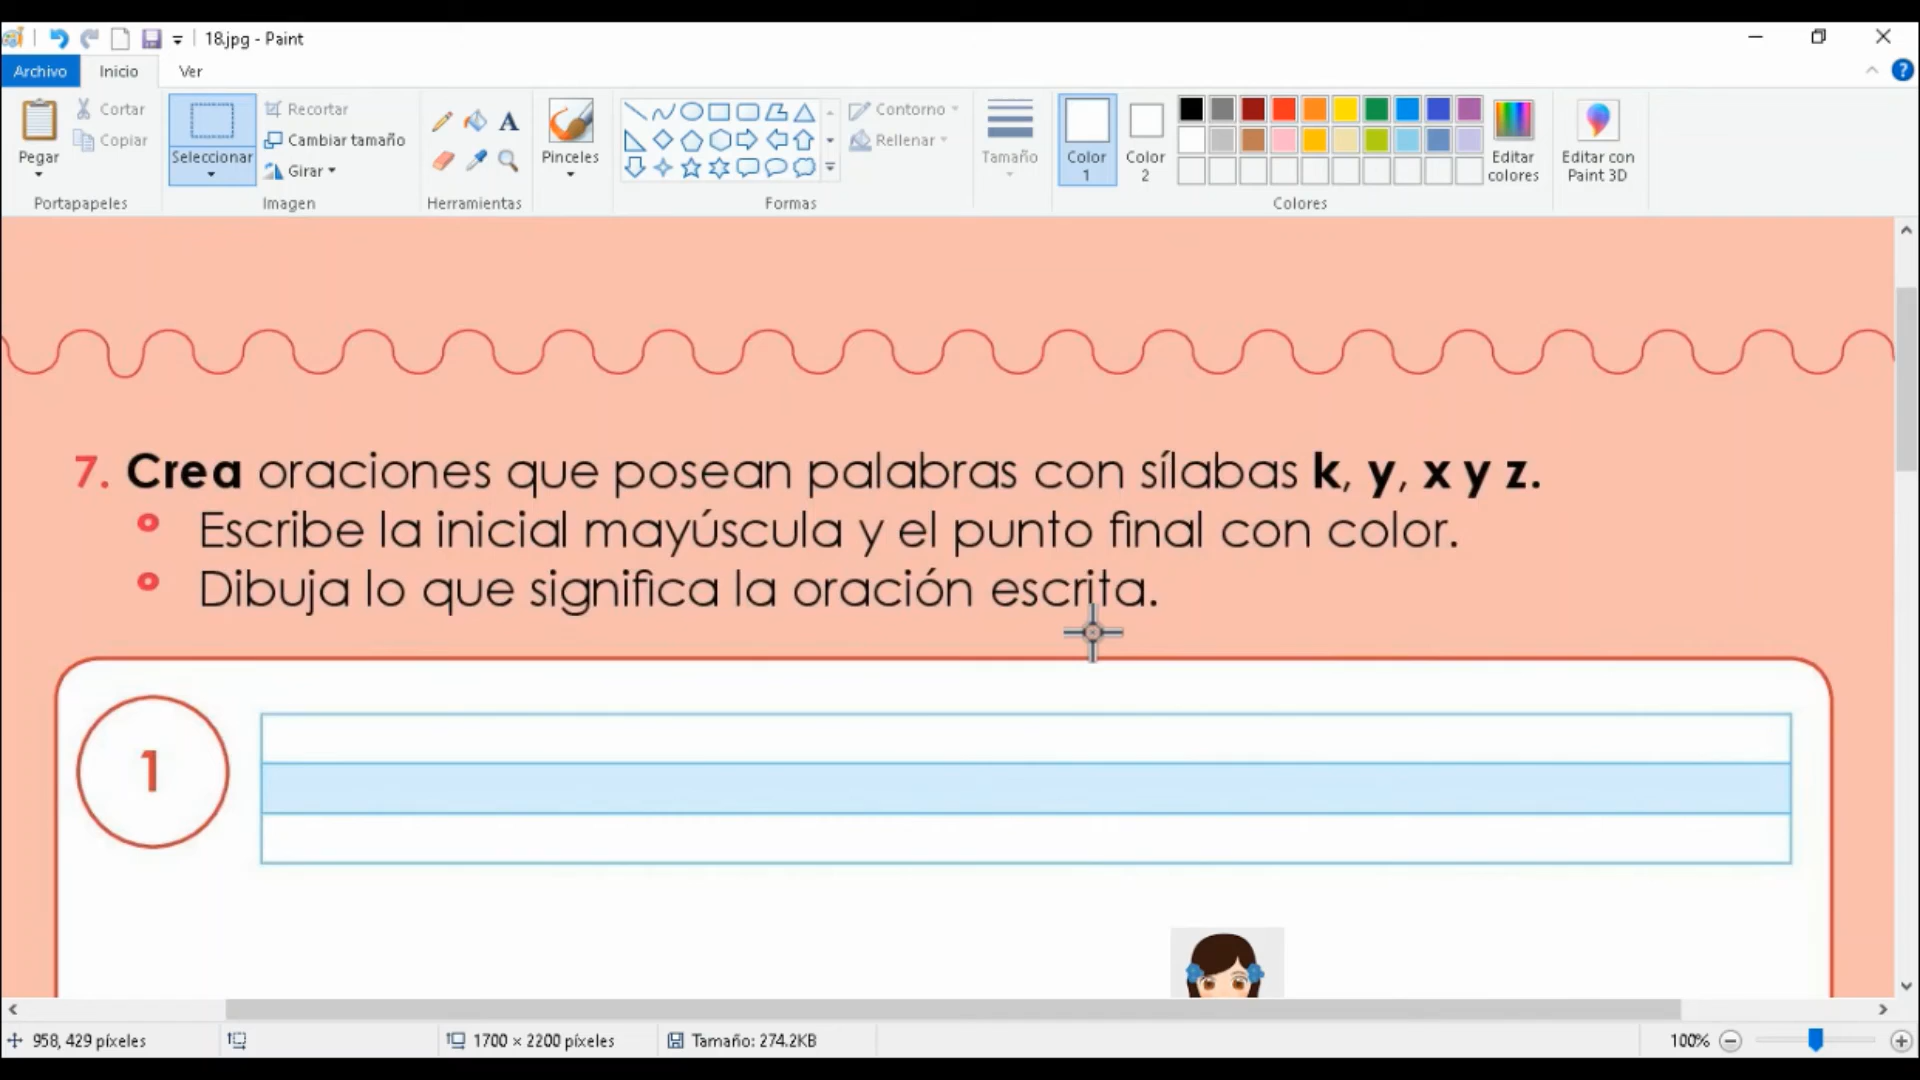 18.jpg - Paint
Archivo Inicio Ver
Pegar
Cortar
Copiar
Portapapeles
Seleccionar
Recortar
Cambiar tamaño
Girar
Imagen
A
Herramientas
Pinceles
Contorno
Rellenar
Formas
Tamaño
Color
1
Color
2
Editar
colores
Colores
Editar con
Paint 3D
?
7. Crea oraciones que posean palabras con sílabas k, y, x y z.
Escribe la inicial mayúscula y el punto final con color.
Dibuja lo que significa la oración escrita.
1
958, 429 píxeles
1700 × 2200 píxeles
Tamaño: 274.2KB
100%